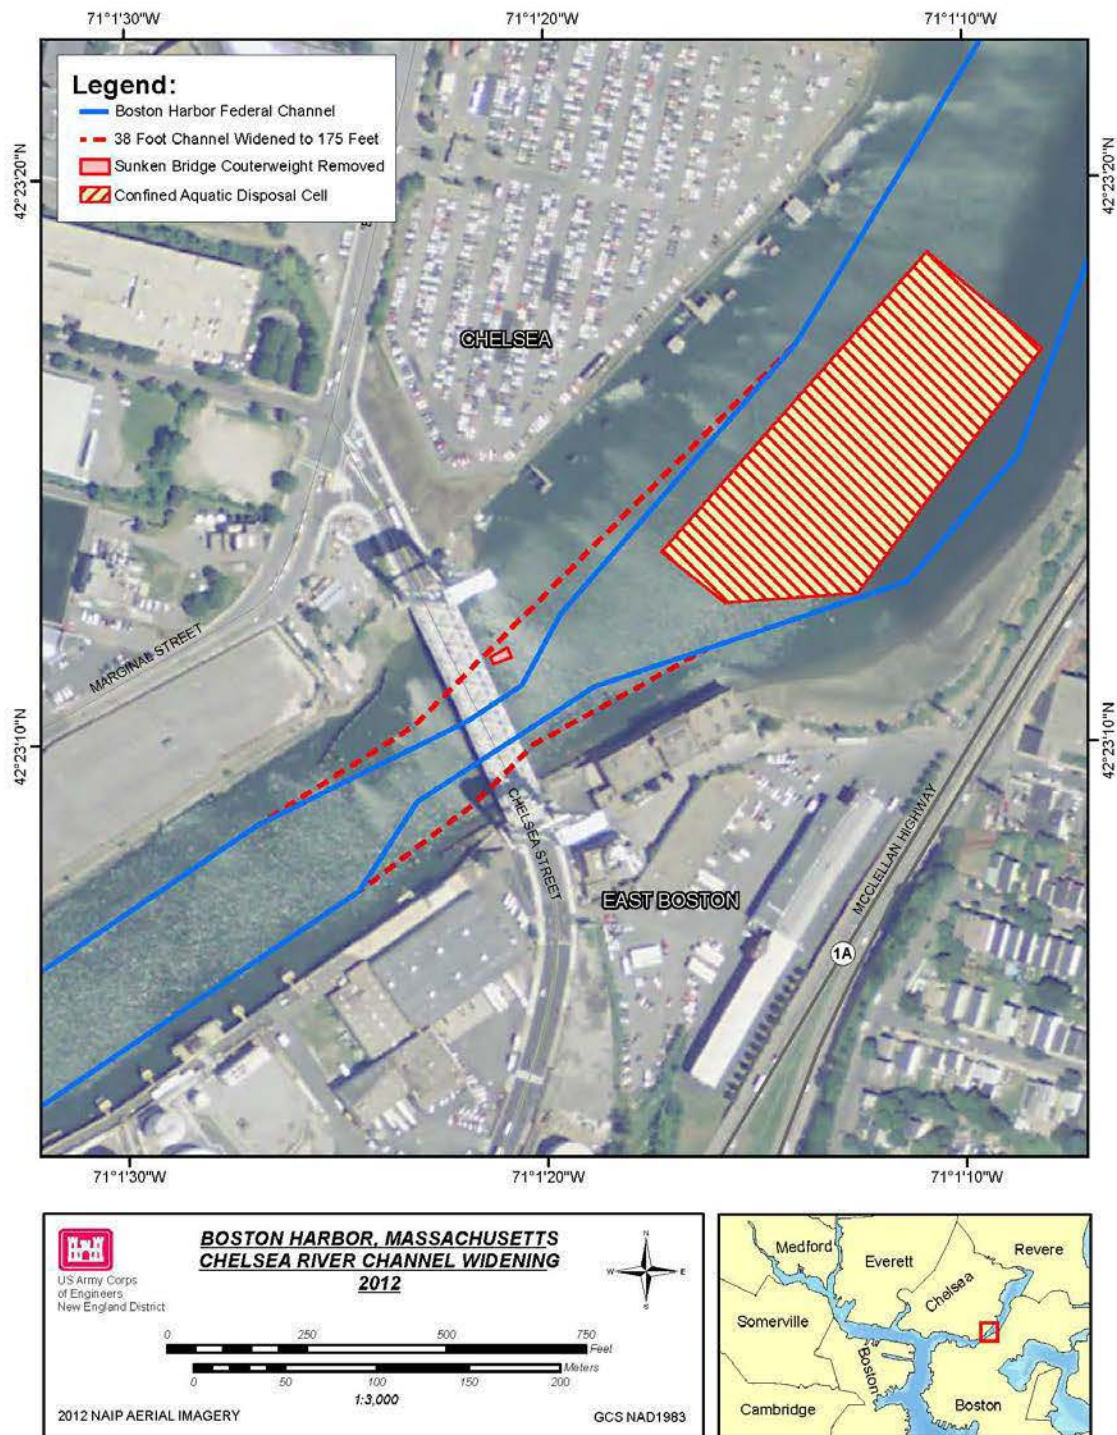 71°1'30"W
71°1'20"W
71°1'10"W
Legend:
Boston Harbor Federal Channel
38 Foot Channel Widened to 175 Feet
Sunken Bridge Couterweight Removed
Confined Aquatic Disposal Cell
42°23'20"N
42°23'20"N
CHELSEA
MARGINAL STREET
42°23'10"N
42°23'10"N
CHELSEA STREET
MCCLELLAN HIGHWAY
EAST BOSTON
1A
71°1'30"W
71°1'20"W
71°1'10"W
US Army Corps
of Engineers
New England District
BOSTON HARBOR, MASSACHUSETTS
CHELSEA RIVER CHANNEL WIDENING
2012
N
W
E
S
0 250 500 750
Feet
Meters
0 50 100 150 200
1:3,000
2012 NAIP AERIAL IMAGERY
GCS NAD1983
Medford
Everett
Revere
Chelsea
Somerville
Boston
Cambridge
Boston